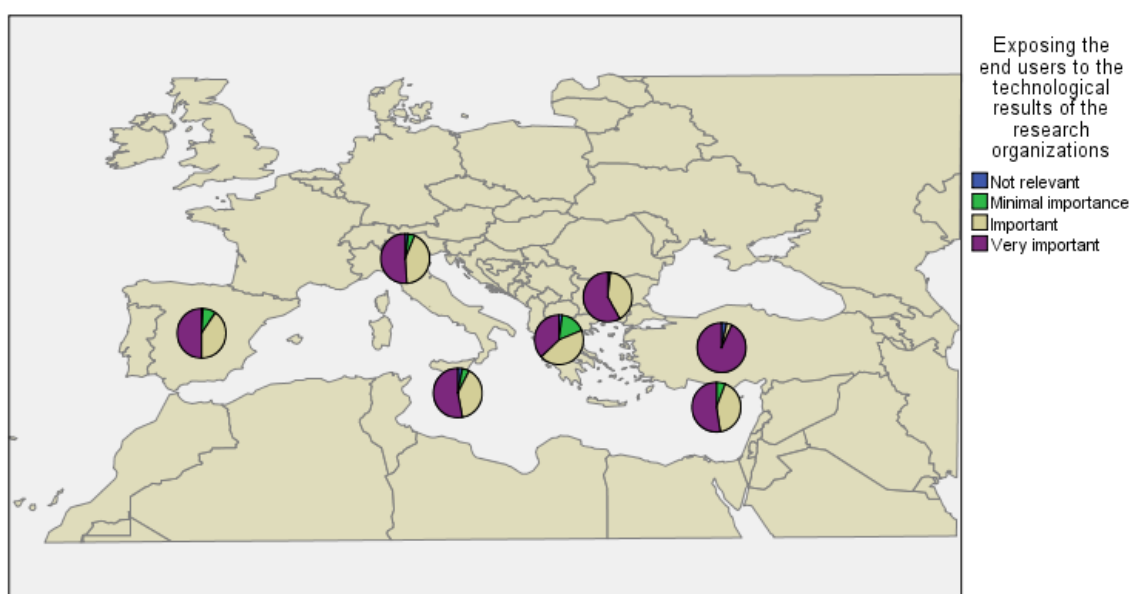 Exposing the
end users to the
technological
results of the
research
organizations
Not relevant
Minimal importance
Important
Very important